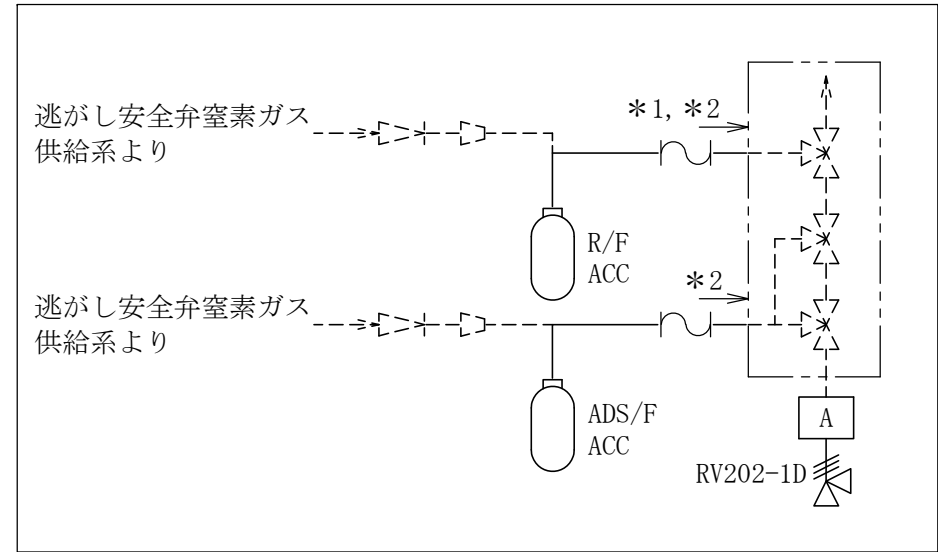 逃がし安全弁窒素ガス
供給系より
*1, *2
R/F
ACC
逃がし安全弁窒素ガス
供給系より
*2
ADS/F
ACC
A
RV202-1D